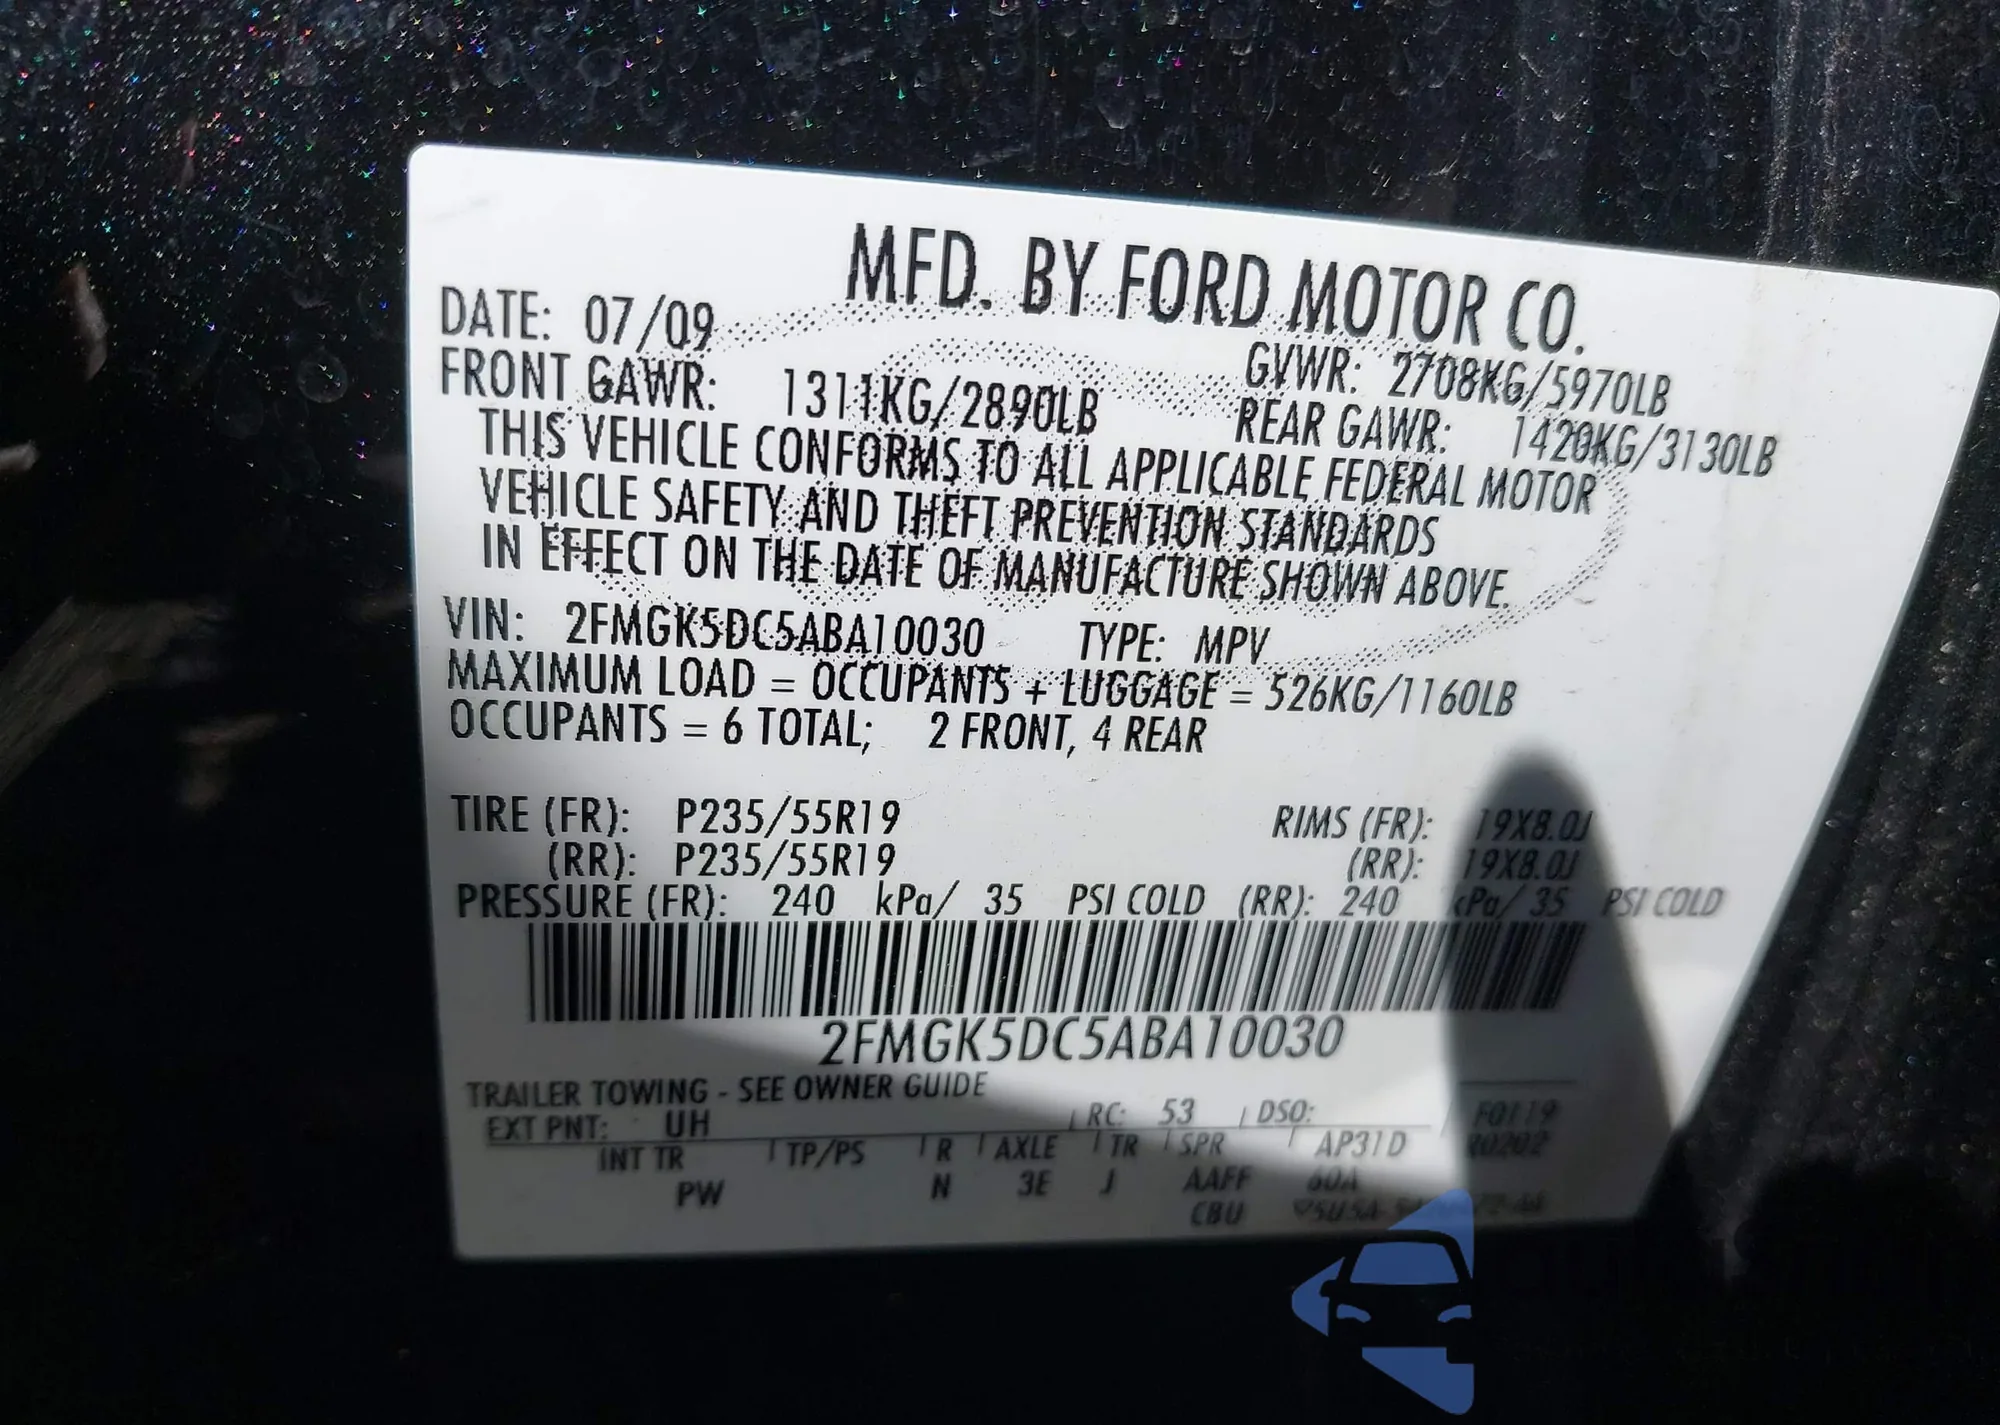 MFD. BY FORD MOTOR CO.
DATE: 07/09 GVWR: 2708KG/5970LB
FRONT GAWR: 1311KG/2890LB REAR GAWR: 1420KG/3130LB
THIS VEHICLE CONFORMS TO ALL APPLICABLE FEDERAL MOTOR
VEHICLE SAFETY AND THEFT PREVENTION STANDARDS
IN EFFECT ON THE DATE OF MANUFACTURE SHOWN ABOVE.
VIN: 2FMGK5DC5ABA10030 TYPE: MPV
MAXIMUM LOAD = OCCUPANTS + LUGGAGE = 526KG/1160LB
OCCUPANTS = 6 TOTAL; 2 FRONT, 4 REAR
TIRE (FR): P235/55R19 RIMS (FR): 19X8.0J
(RR): P235/55R19 (RR): 19X8.0J
PRESSURE (FR): 240 kPa/ 35 PSI COLD (RR): 240 kPa/ 35 PSI COLD
2FMGK5DC5ABA10030
TRAILER TOWING - SEE OWNER GUIDE
EXT PNT: UH RC: 53 DSO: FO119
INT TR TP/PS R AXLE TR SPR AP31D
PW N 3E J AAFF 60A
CBU